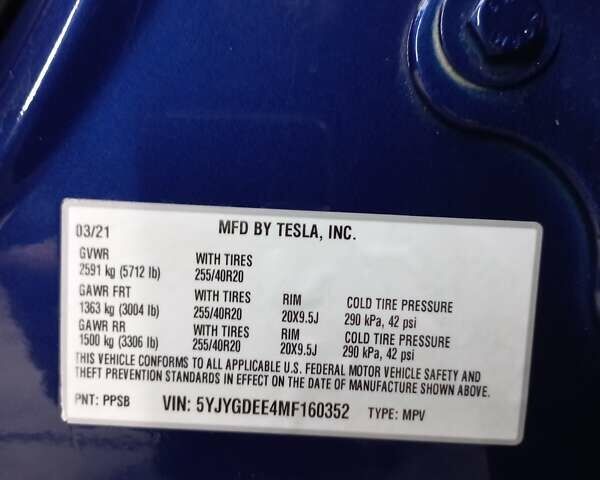 03/21 MFD BY TESLA, INC.
GVWR WITH TIRES
2591 kg (5712 lb) 255/40R20
GAWR FRT WITH TIRES RIM COLD TIRE PRESSURE
1363 kg (3004 lb) 255/40R20 20X9.5J 290 kPa, 42 psi
GAWR RR WITH TIRES RIM COLD TIRE PRESSURE
1500 kg (3306 lb) 255/40R20 20X9.5J 290 kPa, 42 psi
THIS VEHICLE CONFORMS TO ALL APPLICABLE U.S. FEDERAL MOTOR VEHICLE SAFETY AND
THEFT PREVENTION STANDARDS IN EFFECT ON THE DATE OF MANUFACTURE SHOWN ABOVE.
PNT: PPSB VIN: 5YJYGDEE4MF160352 TYPE: MPV